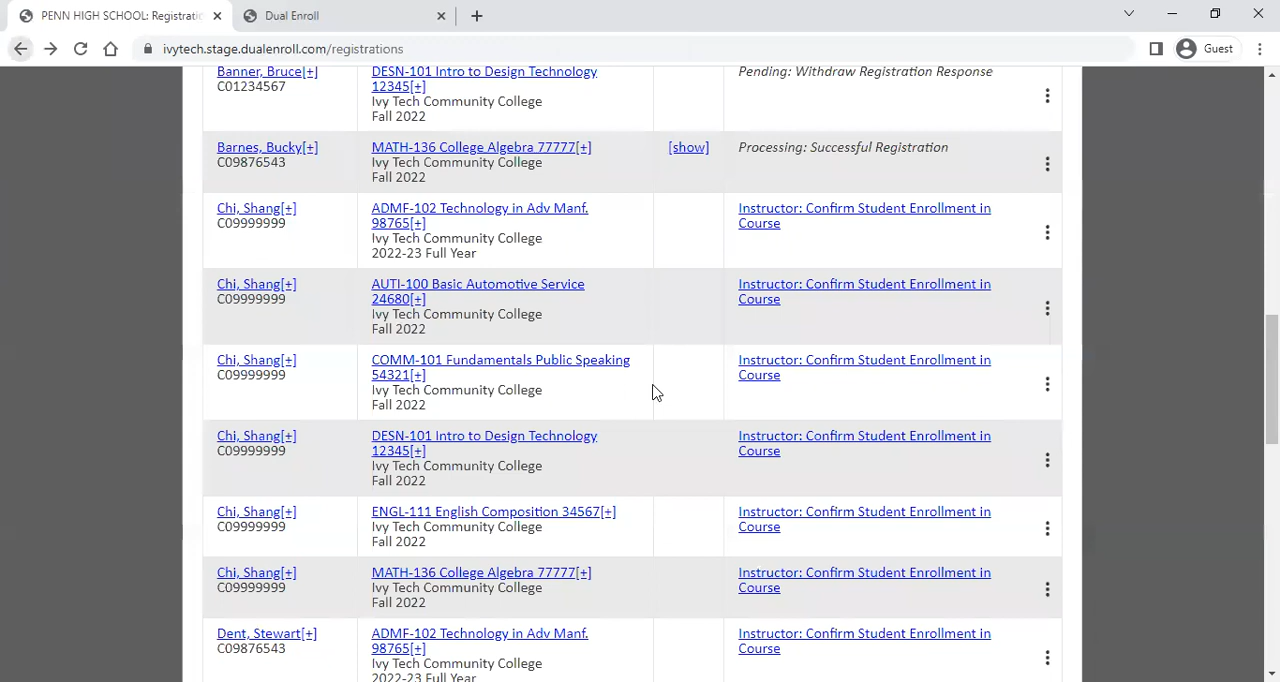 PENN HIGH SCHOOL: Registratio
Dual Enroll
ivytech.stage.dualenroll.com/registrations
Guest
Banner, Bruce[+]
C01234567
DESN-101 Intro to Design Technology
12345[+]
Ivy Tech Community College
Fall 2022
Pending: Withdraw Registration Response
Barnes, Bucky[+]
C09876543
MATH-136 College Algebra 77777[+]
Ivy Tech Community College
Fall 2022
[show]
Processing: Successful Registration
Chi, Shang[+]
C09999999
ADMF-102 Technology in Adv Manf.
98765[+]
Ivy Tech Community College
2022-23 Full Year
Instructor: Confirm Student Enrollment in
Course
Chi, Shang[+]
C09999999
AUTI-100 Basic Automotive Service
24680[+]
Ivy Tech Community College
Fall 2022
Instructor: Confirm Student Enrollment in
Course
Chi, Shang[+]
C09999999
COMM-101 Fundamentals Public Speaking
54321[+]
Ivy Tech Community College
Fall 2022
Instructor: Confirm Student Enrollment in
Course
Chi, Shang[+]
C09999999
DESN-101 Intro to Design Technology
12345[+]
Ivy Tech Community College
Fall 2022
Instructor: Confirm Student Enrollment in
Course
Chi, Shang[+]
C09999999
ENGL-111 English Composition 34567[+]
Ivy Tech Community College
Fall 2022
Instructor: Confirm Student Enrollment in
Course
Chi, Shang[+]
C09999999
MATH-136 College Algebra 77777[+]
Ivy Tech Community College
Fall 2022
Instructor: Confirm Student Enrollment in
Course
Dent, Stewart[+]
C09876543
ADMF-102 Technology in Adv Manf.
98765[+]
Ivy Tech Community College
2022-23 Full Year
Instructor: Confirm Student Enrollment in
Course